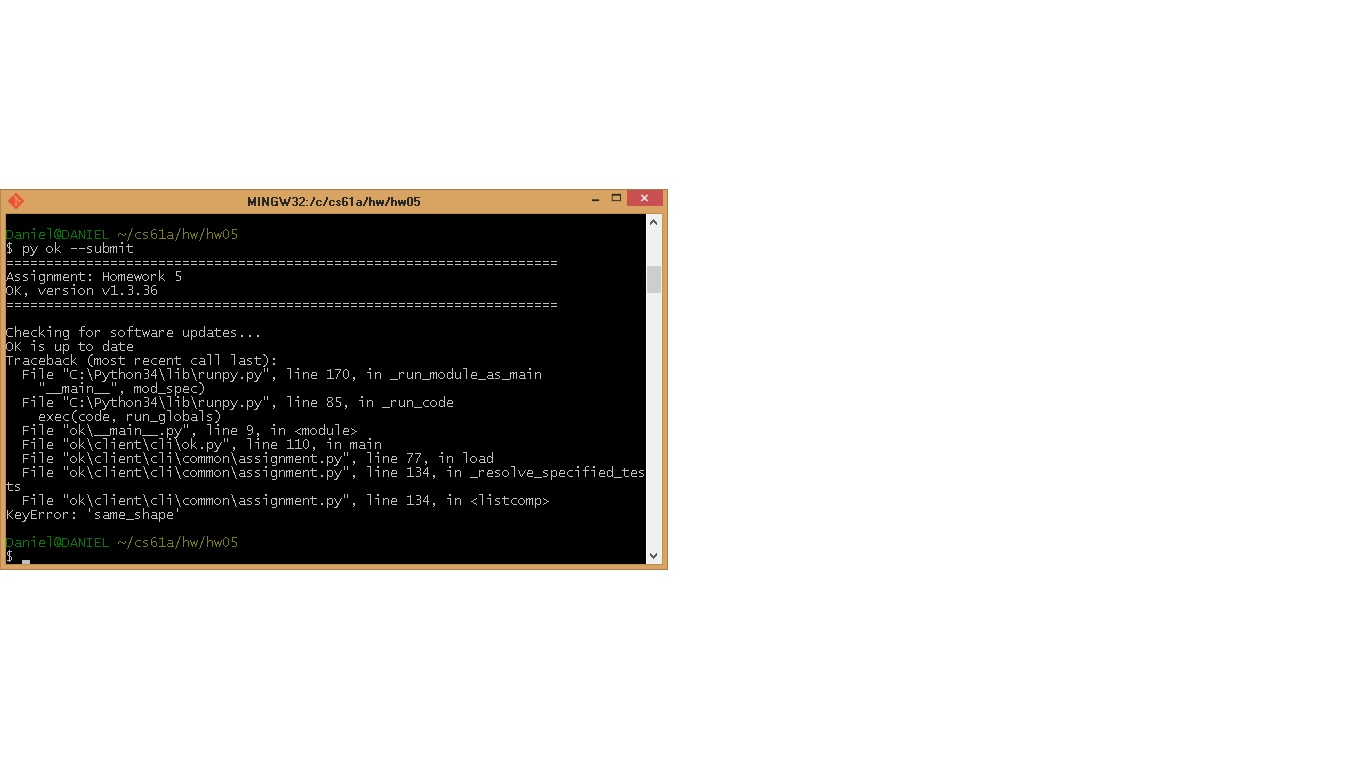 MINGW32:/c/cs61a/hw/hw05
Daniel@DANIEL ~/cs61a/hw/hw05
$ py ok --submit
=====================================================================
Assignment: Homework 5
OK, version v1.3.36
=====================================================================
Checking for software updates...
OK is up to date
Traceback (most recent call last):
  File "C:\Python34\lib\runpy.py", line 170, in _run_module_as_main
    "__main__", mod_spec)
  File "C:\Python34\lib\runpy.py", line 85, in _run_code
    exec(code, run_globals)
  File "ok\__main__.py", line 9, in <module>
  File "ok\client\cli\ok.py", line 110, in main
  File "ok\client\cli\common\assignment.py", line 77, in load
  File "ok\client\cli\common\assignment.py", line 134, in _resolve_specified_tes
ts
  File "ok\client\cli\common\assignment.py", line 134, in <listcomp>
KeyError: 'same_shape'
Daniel@DANIEL ~/cs61a/hw/hw05
$